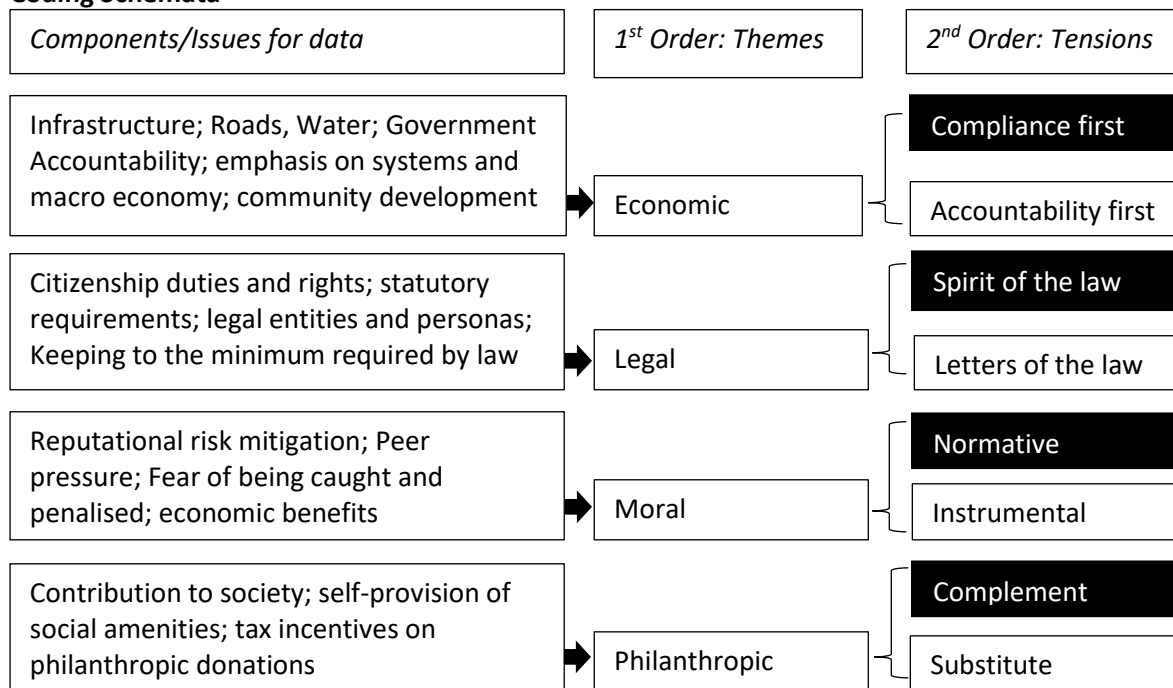 Coding Schemata
Components/Issues for data
1st Order: Themes
2nd Order: Tensions
Infrastructure; Roads, Water; Government
Accountability; emphasis on systems and
macro economy; community development
Economic
Compliance first
Accountability first
Citizenship duties and rights; statutory
requirements; legal entities and personas;
Keeping to the minimum required by law
Legal
Spirit of the law
Letters of the law
Reputational risk mitigation; Peer
pressure; Fear of being caught and
penalised; economic benefits
Moral
Normative
Instrumental
Contribution to society; self-provision of
social amenities; tax incentives on
philanthropic donations
Philanthropic
Complement
Substitute